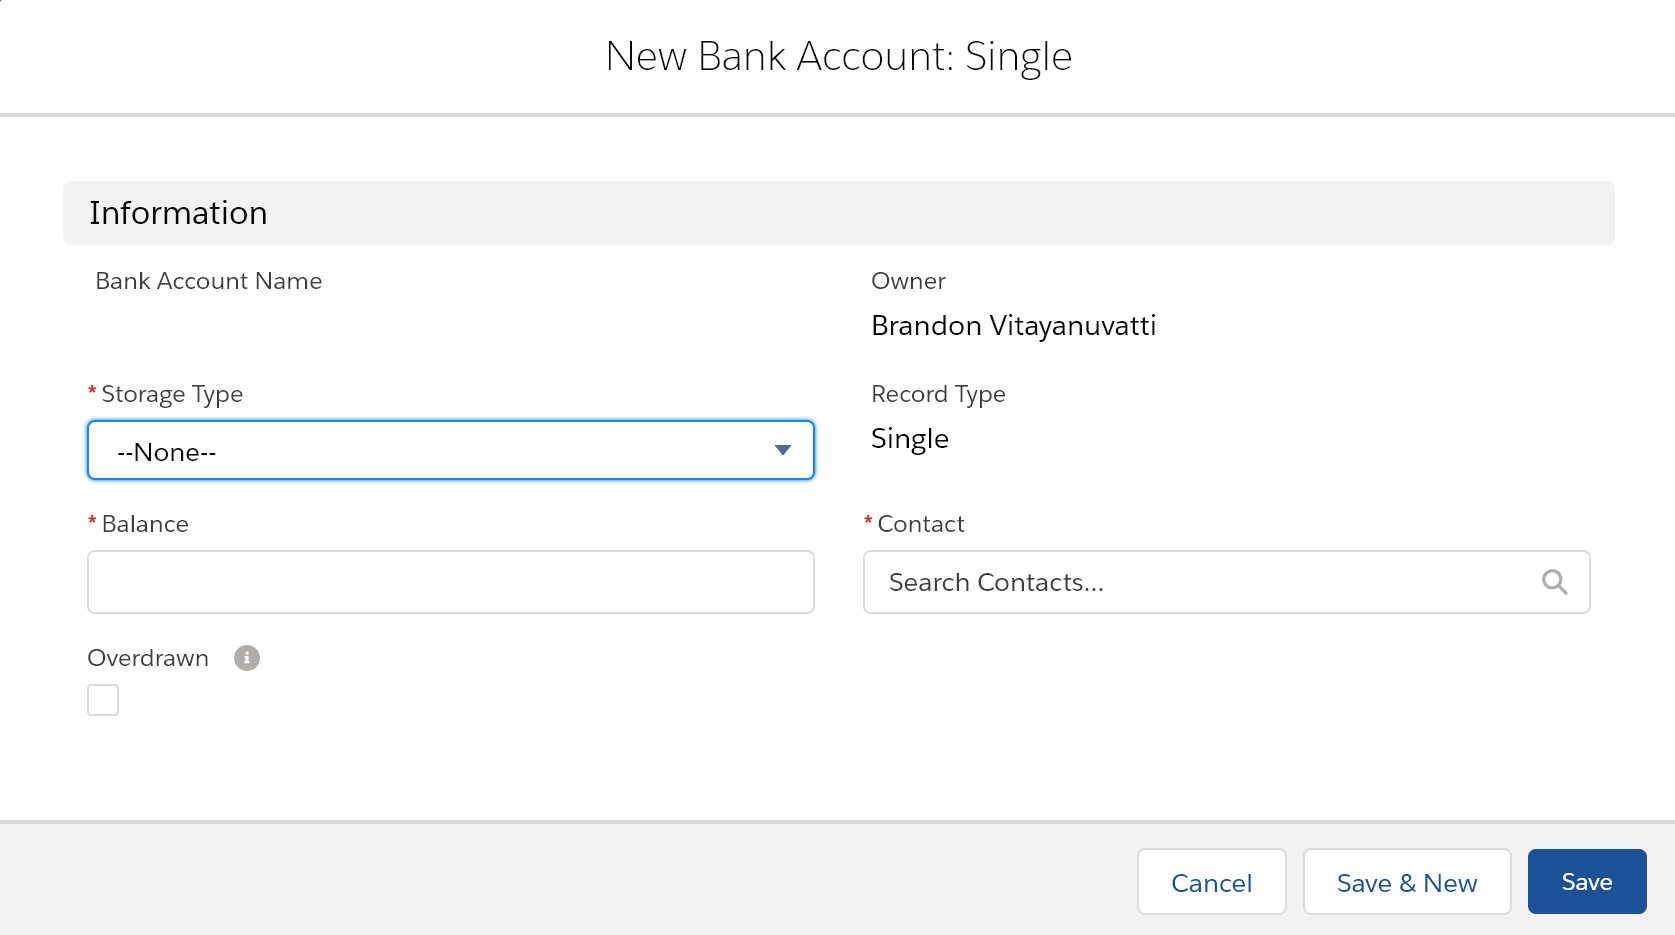 New Bank Account: Single
Information
Bank Account Name
Owner
Brandon Vitayanuvatti
* Storage Type
--None--
Record Type
Single
* Balance
* Contact
Search Contacts...
Overdrawn
Cancel
Save & New
Save